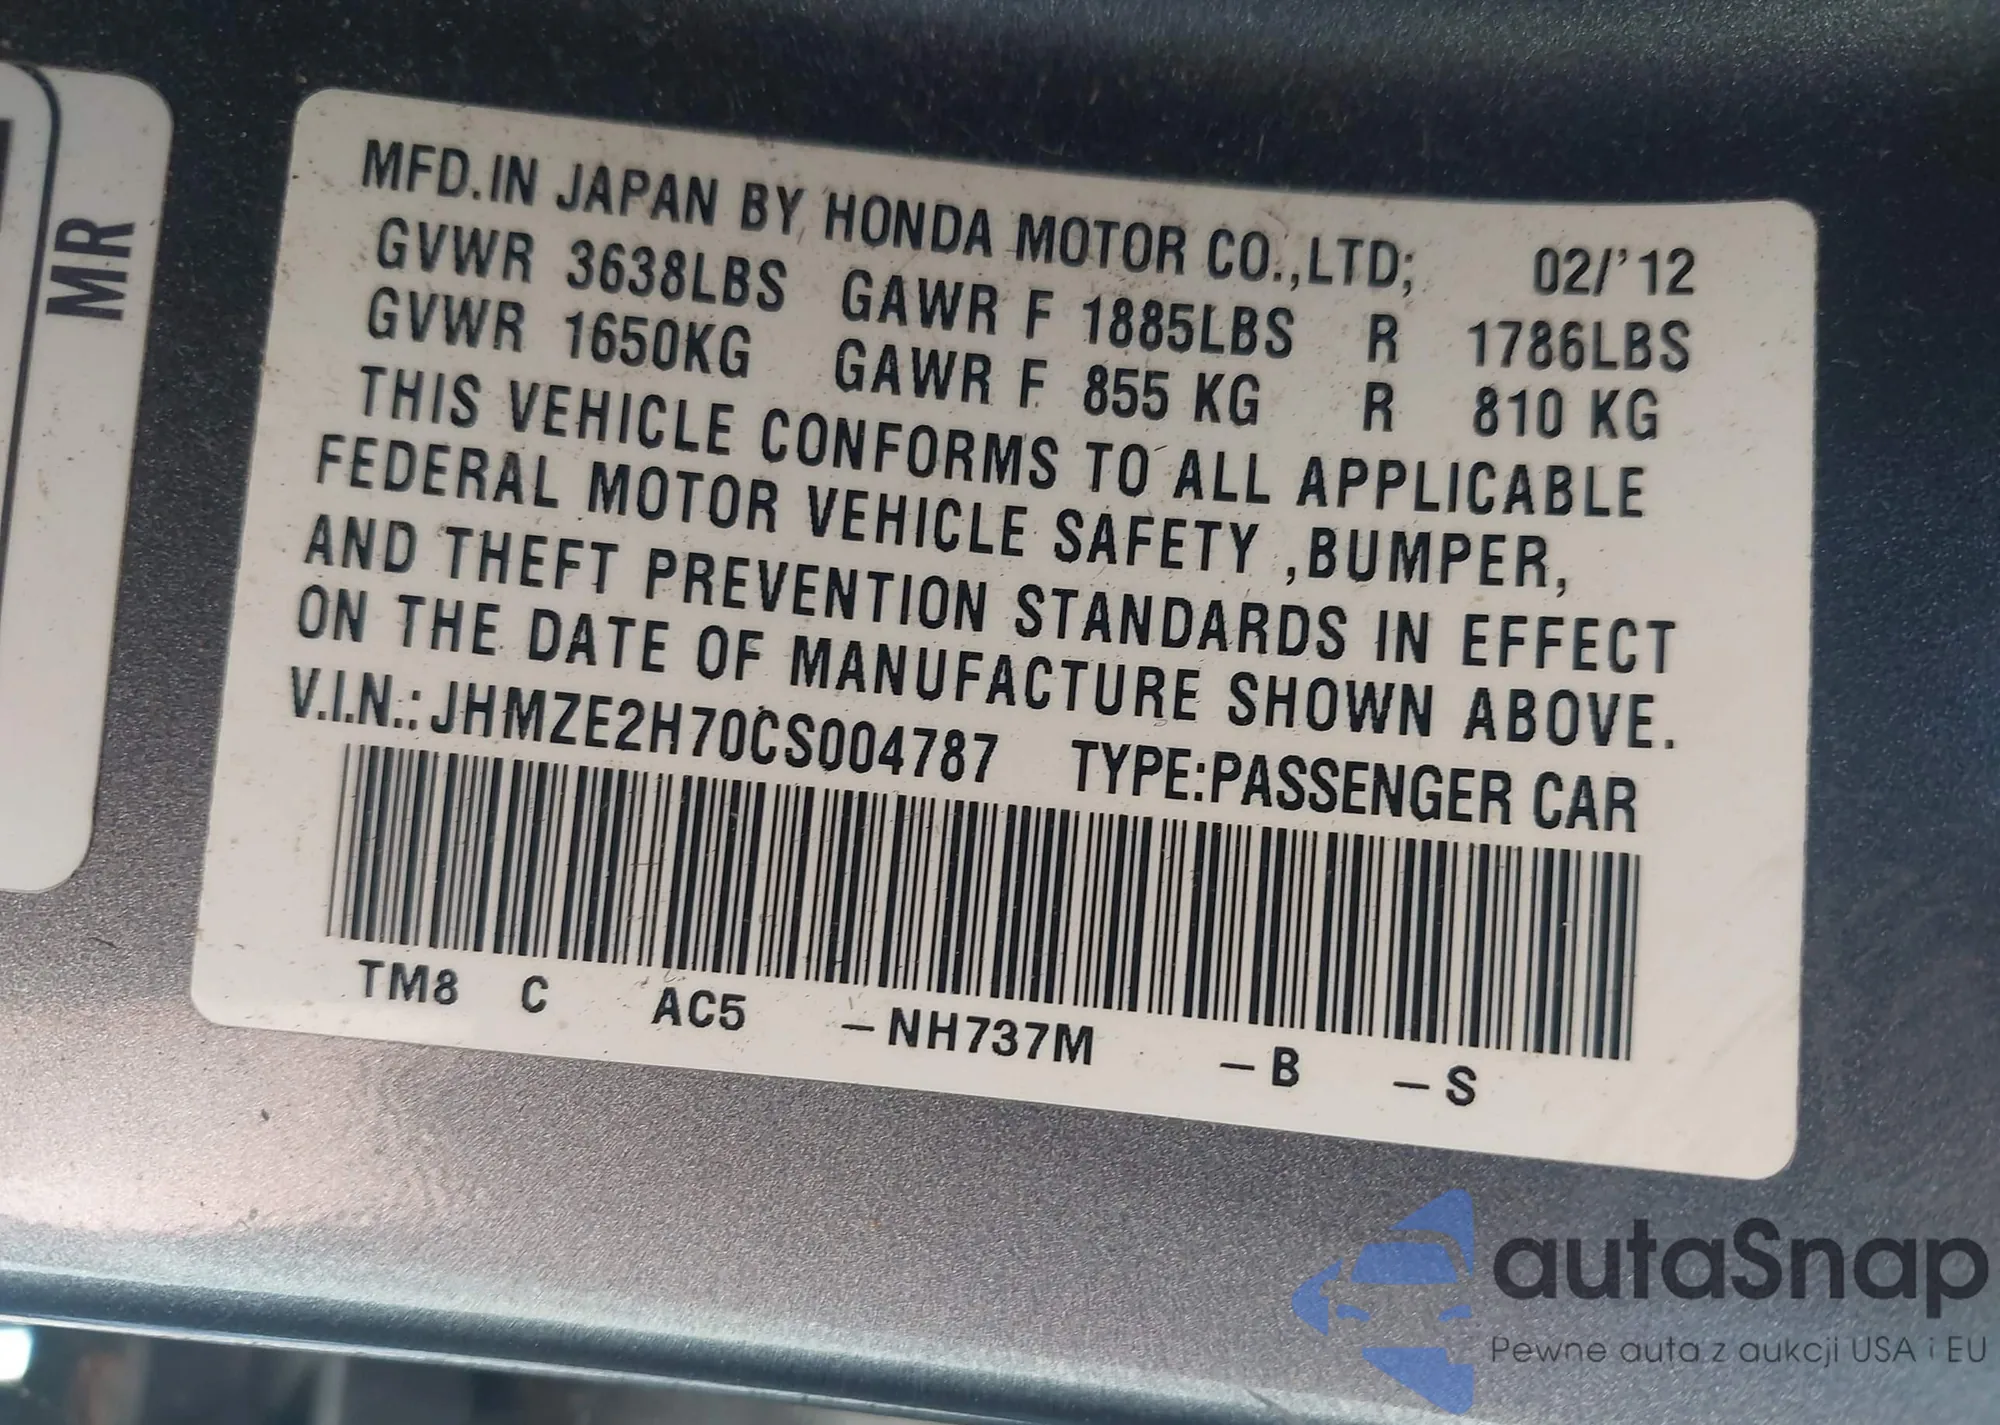 MR
MFD.IN JAPAN BY HONDA MOTOR CO.,LTD; 02/'12
GVWR 3638LBS GAWR F 1885LBS R 1786LBS
GVWR 1650KG GAWR F 855 KG R 810 KG
THIS VEHICLE CONFORMS TO ALL APPLICABLE
FEDERAL MOTOR VEHICLE SAFETY ,BUMPER,
AND THEFT PREVENTION STANDARDS IN EFFECT
ON THE DATE OF MANUFACTURE SHOWN ABOVE.
V.I.N.: JHMZE2H70CS004787 TYPE:PASSENGER CAR
TM8 C AC5 -NH737M -B -S
autaSnap
Pewne auta z aukcji USA i EU